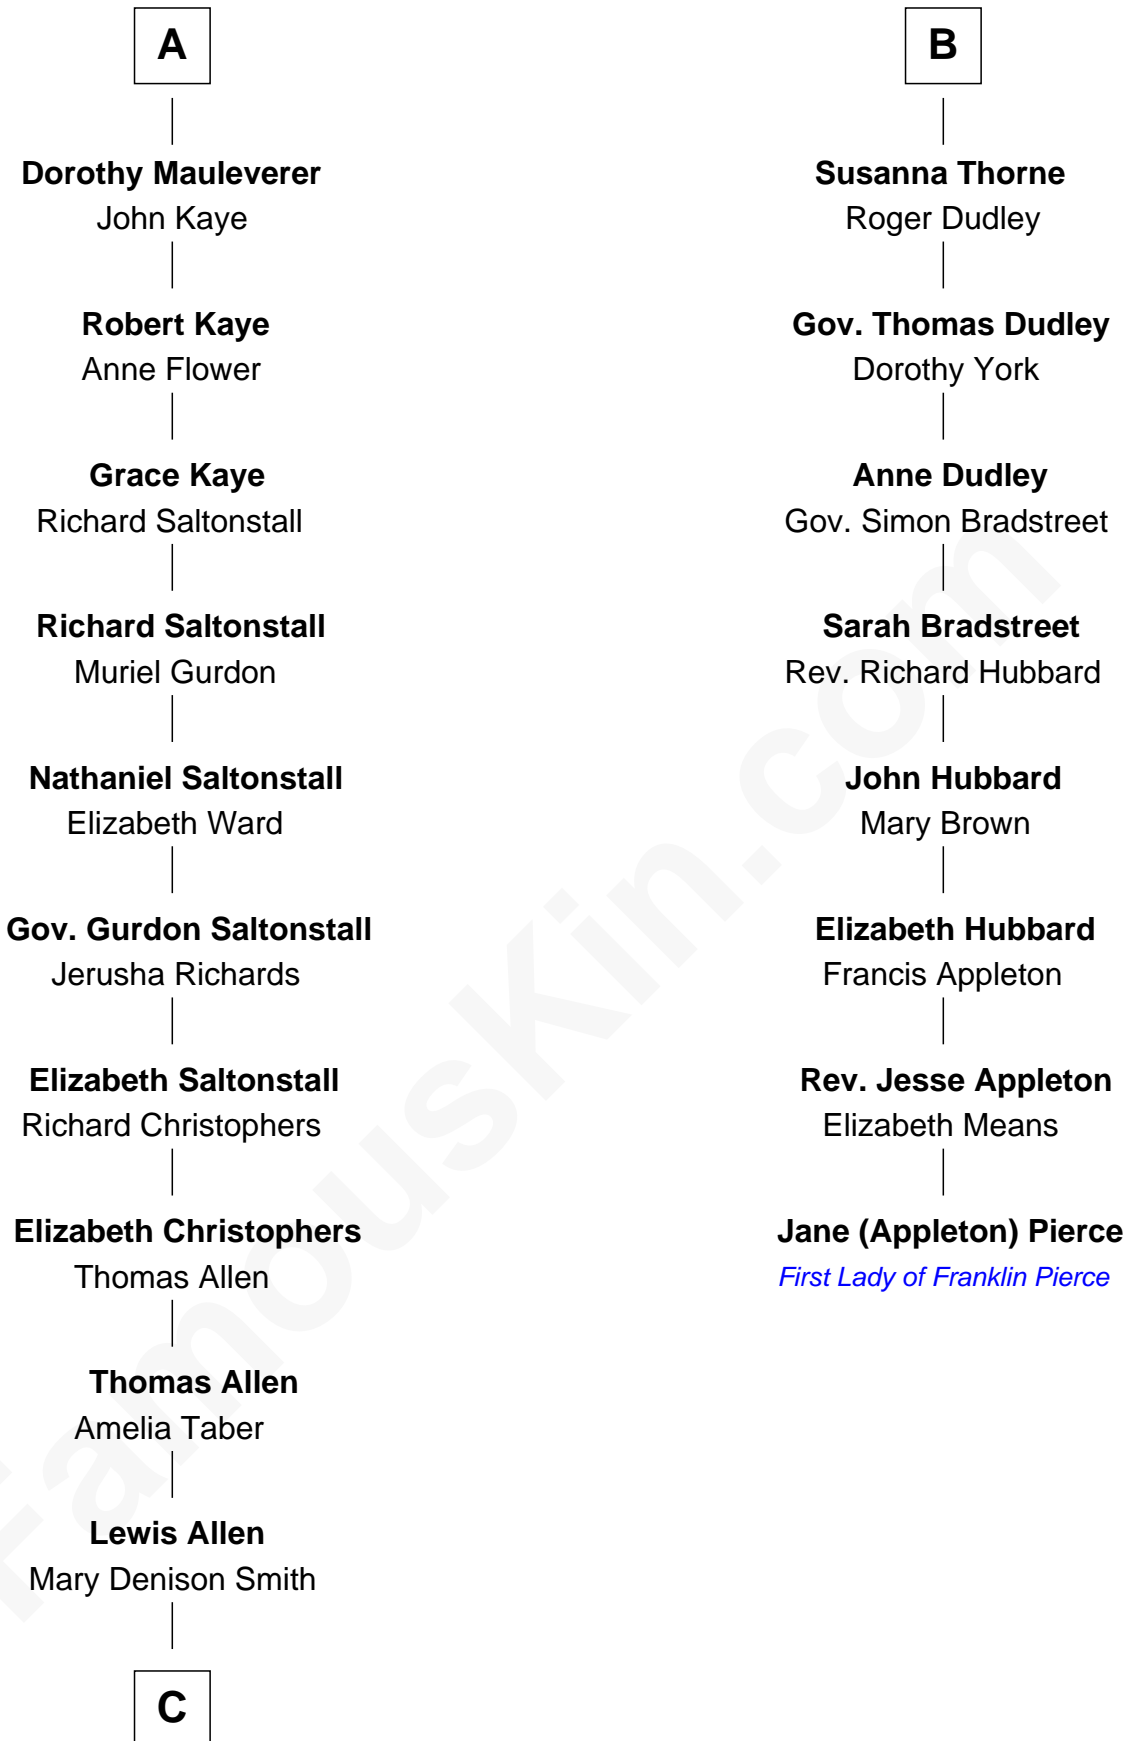 A
Dorothy Mauleverer
John Kaye
Robert Kaye
Anne Flower
Grace Kaye
Richard Saltonstall
Richard Saltonstall
Muriel Gurdon
Nathaniel Saltonstall
Elizabeth Ward
Gov. Gurdon Saltonstall
Jerusha Richards
Elizabeth Saltonstall
Richard Christophers
Elizabeth Christophers
Thomas Allen
Thomas Allen
Amelia Taber
Lewis Allen
Mary Denison Smith
C
B
Susanna Thorne
Roger Dudley
Gov. Thomas Dudley
Dorothy York
Anne Dudley
Gov. Simon Bradstreet
Sarah Bradstreet
Rev. Richard Hubbard
John Hubbard
Mary Brown
Elizabeth Hubbard
Francis Appleton
Rev. Jesse Appleton
Elizabeth Means
Jane (Appleton) Pierce
First Lady of Franklin Pierce
FamousKin.com